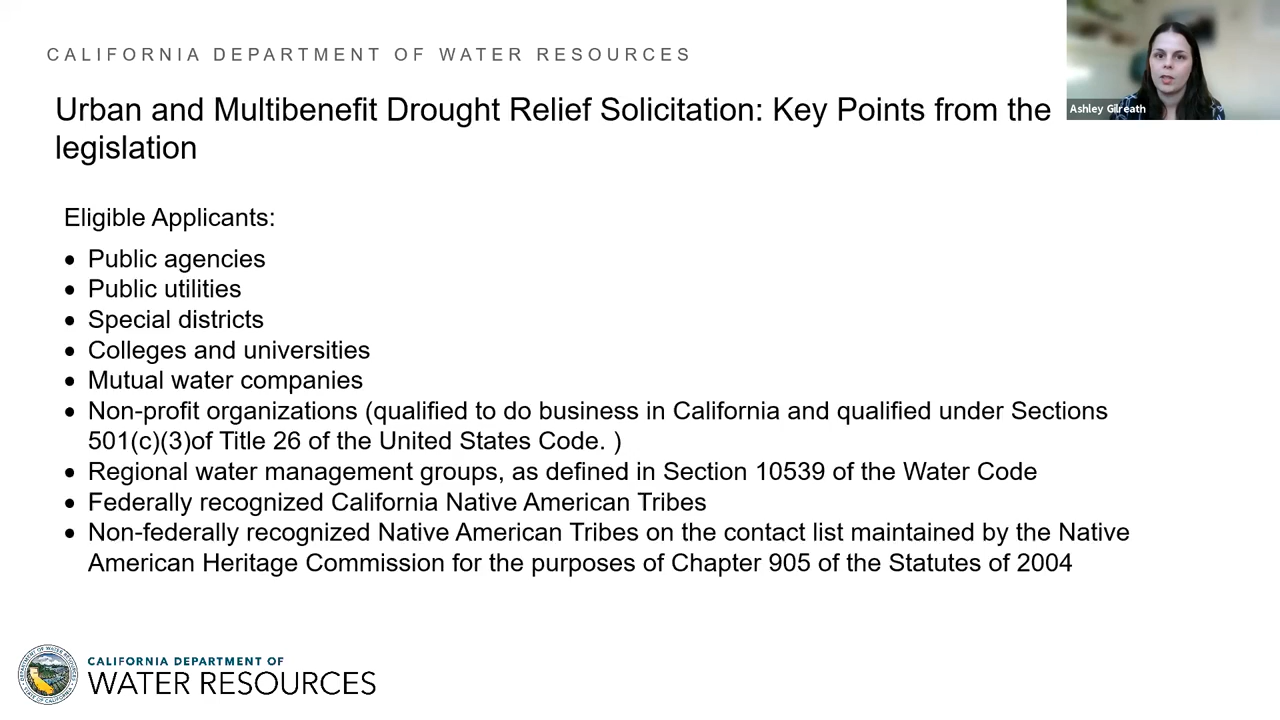 CALIFORNIA DEPARTMENT OF WATER RESOURCES
Ashley Gilreath
Urban and Multibenefit Drought Relief Solicitation: Key Points from the
legislation
Eligible Applicants:
• Public agencies
• Public utilities
• Special districts
• Colleges and universities
• Mutual water companies
• Non-profit organizations (qualified to do business in California and qualified under Sections
501(c)(3)of Title 26 of the United States Code. )
• Regional water management groups, as defined in Section 10539 of the Water Code
• Federally recognized California Native American Tribes
• Non-federally recognized Native American Tribes on the contact list maintained by the Native
American Heritage Commission for the purposes of Chapter 905 of the Statutes of 2004
CALIFORNIA DEPARTMENT OF
WATER RESOURCES